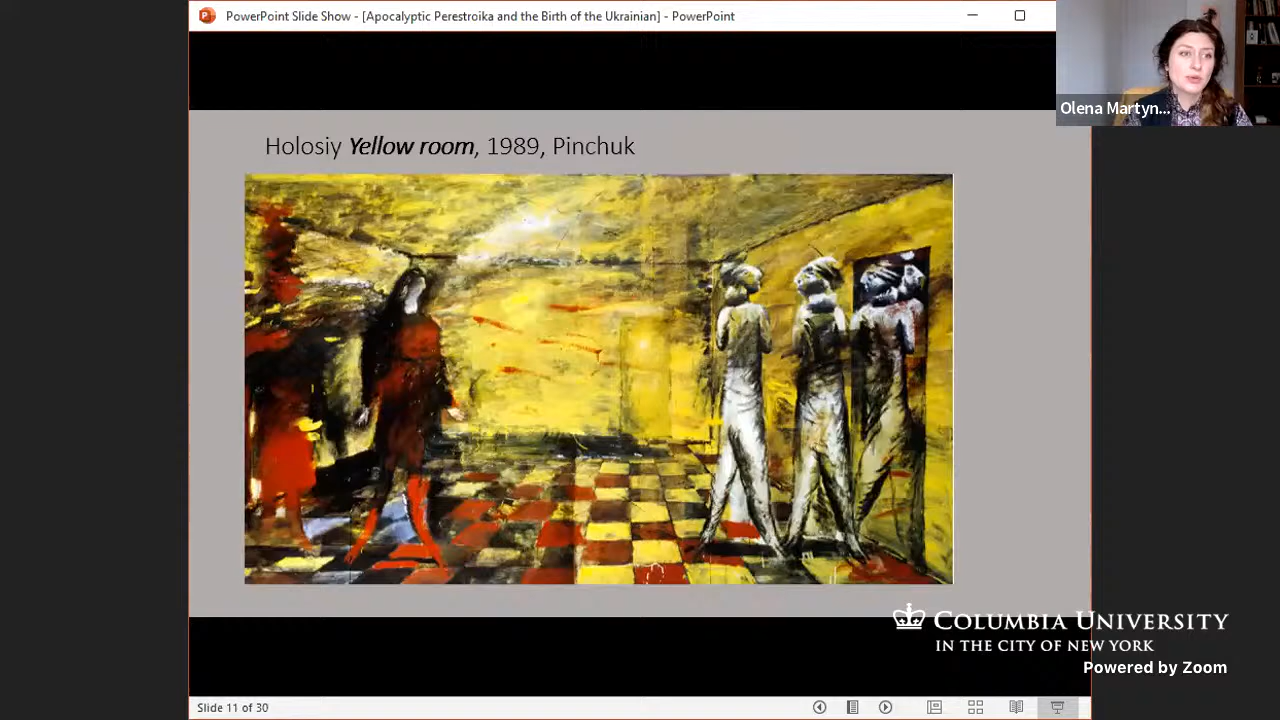 PowerPoint Slide Show - [Apocalyptic Perestroika and the Birth of the Ukrainian] - PowerPoint
Olena Martyn...
Holosiy Yellow room, 1989, Pinchuk
COLUMBIA UNIVERSITY
IN THE CITY OF NEW YORK
Powered by Zoom
Slide 11 of 30